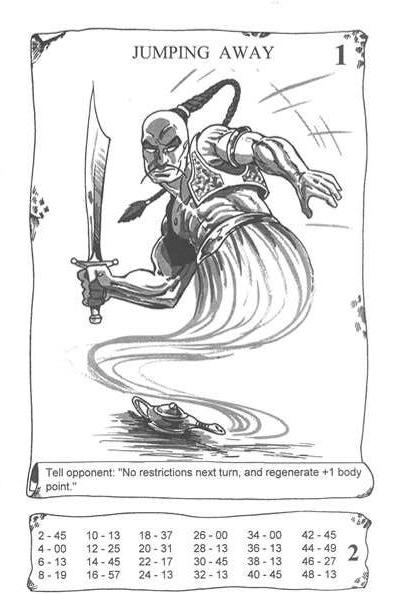 JUMPING AWAY 1
Tell opponent: "No restrictions next turn, and regenerate +1 body
point."
2 - 45 10 - 13 18 - 37 26 - 00 34 - 00 42 - 45
4 - 00 12 - 25 20 - 31 28 - 13 36 - 13 44 - 49
6 - 13 14 - 45 22 - 17 30 - 45 38 - 00 46 - 27
8 - 19 16 - 57 24 - 13 32 - 13 40 - 45 48 - 13
2